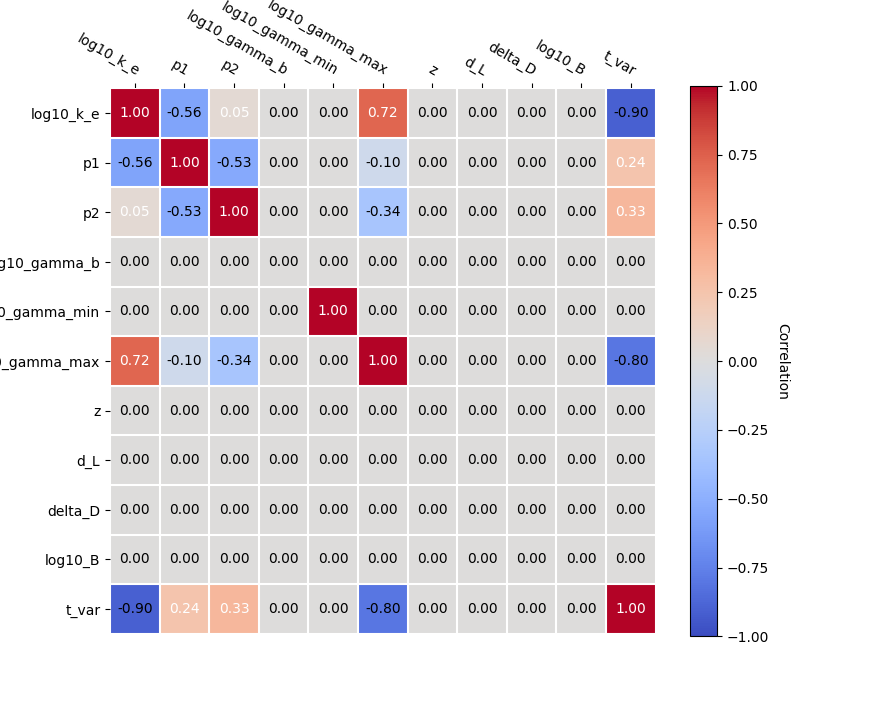 log10_k_e p1 p2 log10_gamma_b log10_gamma_min log10_gamma_max z d_L delta_D log10_B t_var
log10_k_e 1.00 -0.56 0.05 0.00 0.00 0.72 0.00 0.00 0.00 0.00 -0.90
p1 -0.56 1.00 -0.53 0.00 0.00 -0.10 0.00 0.00 0.00 0.00 0.24
p2 0.05 -0.53 1.00 0.00 0.00 -0.34 0.00 0.00 0.00 0.00 0.33
g10_gamma_b 0.00 0.00 0.00 0.00 0.00 0.00 0.00 0.00 0.00 0.00 0.00
0_gamma_min 0.00 0.00 0.00 0.00 1.00 0.00 0.00 0.00 0.00 0.00 0.00
0_gamma_max 0.72 -0.10 -0.34 0.00 0.00 1.00 0.00 0.00 0.00 0.00 -0.80
z 0.00 0.00 0.00 0.00 0.00 0.00 0.00 0.00 0.00 0.00 0.00
d_L 0.00 0.00 0.00 0.00 0.00 0.00 0.00 0.00 0.00 0.00 0.00
delta_D 0.00 0.00 0.00 0.00 0.00 0.00 0.00 0.00 0.00 0.00 0.00
log10_B 0.00 0.00 0.00 0.00 0.00 0.00 0.00 0.00 0.00 0.00 0.00
t_var -0.90 0.24 0.33 0.00 0.00 -0.80 0.00 0.00 0.00 0.00 1.00
1.00
0.75
0.50
0.25
0.00
−0.25
−0.50
−0.75
−1.00
Correlation